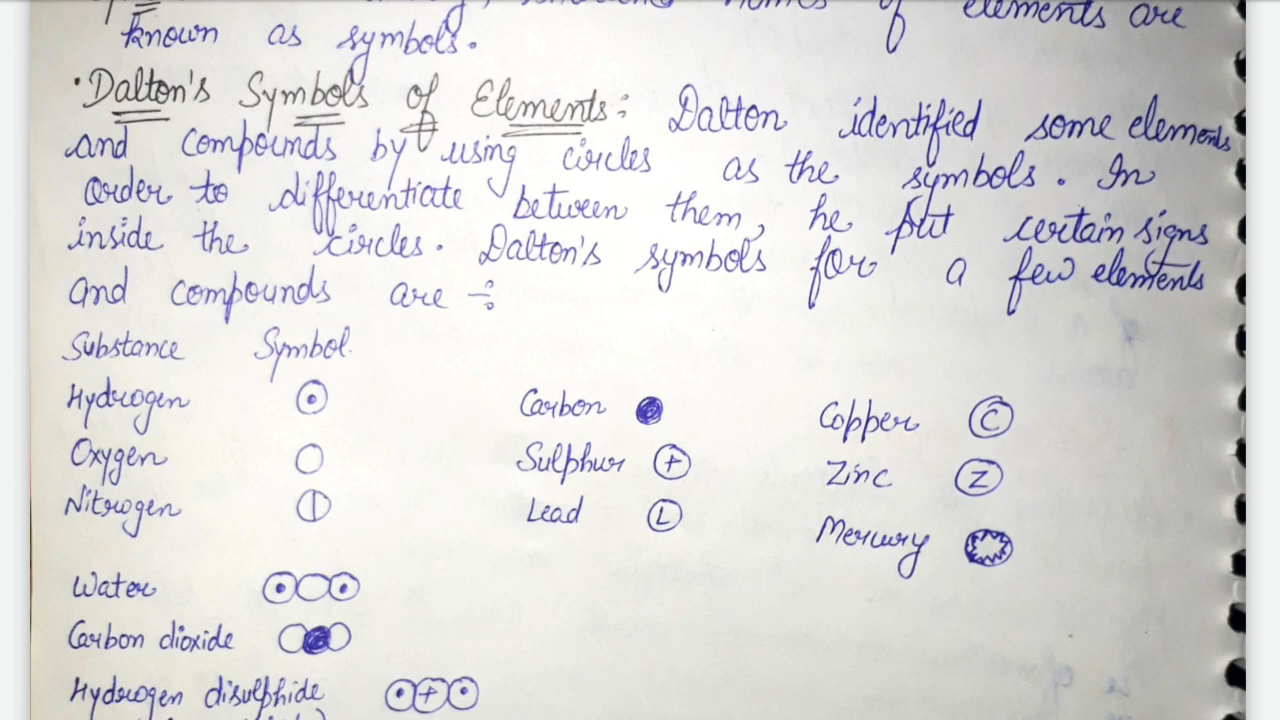 elements are
known as symbols.
· Dalton's Symbols of Elements: Dalton identified some elements
and compounds by using circles as the symbols. In
order to differentiate between them, he put certain signs
inside the circles. Dalton's symbols for a few elements
and compounds are ÷
Substance Symbol.
Hydrogen Carbon Copper C
Oxygen Sulphur + Zinc Z
Nitrogen Lead L Mercury
Water
Carbon dioxide
Hydrogen disulphide +